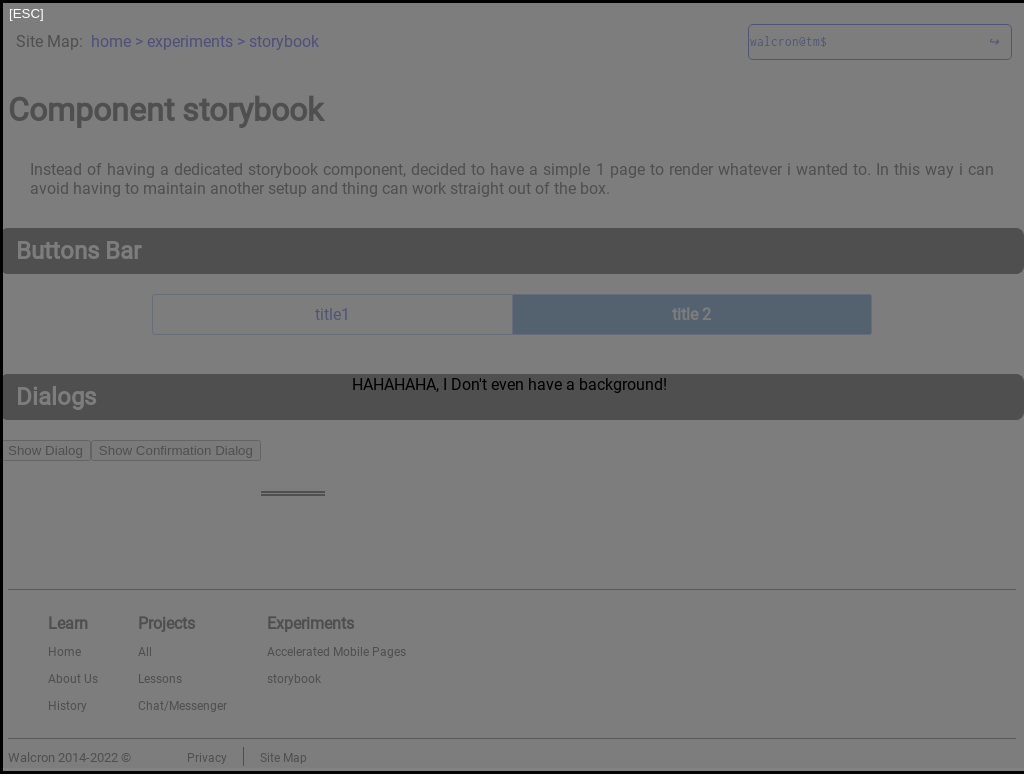 [ESC]
Site Map: home > experiments > storybook
walcron@tm$ ↪
Component storybook
Instead of having a dedicated storybook component, decided to have a simple 1 page to render whatever i wanted to. In this way i can
avoid having to maintain another setup and thing can work straight out of the box.
Buttons Bar
title1 title 2
HAHAHAHA, I Don't even have a background!
Dialogs
Show Dialog Show Confirmation Dialog
Learn Projects Experiments
Home All Accelerated Mobile Pages
About Us Lessons storybook
History Chat/Messenger
Walcron 2014-2022 © Privacy Site Map